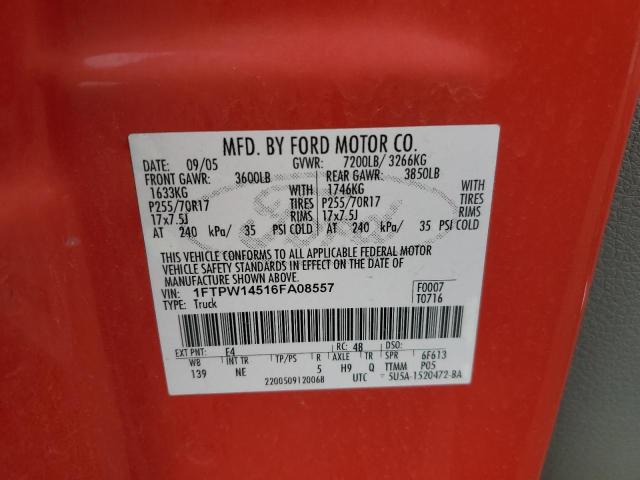 MFD. BY FORD MOTOR CO.
DATE: 09/05 GVWR: 7200LB/ 3266KG
FRONT GAWR: 3600LB REAR GAWR: 3850LB
1633KG WITH 1746KG WITH
P255/70R17 TIRES P255/70R17 TIRES
17x7.5J RIMS 17x7.5J RIMS
AT 240 kPa/ 35 PSI COLD AT 240 kPa/ 35 PSI COLD
THIS VEHICLE CONFORMS TO ALL APPLICABLE FEDERAL MOTOR
VEHICLE SAFETY STANDARDS IN EFFECT ON THE DATE OF
MANUFACTURE SHOWN ABOVE.
VIN: 1FTPW14516FA08557 F0007
TYPE: Truck T0716
EXT PNT: E4 RC: 48 DSO:
WB INT TR TP/PS R AXLE TR SPR 6F613
139 NE 5 H9 Q TTMM P05
22005091200 6B UTC 5U5A-1520472-BA